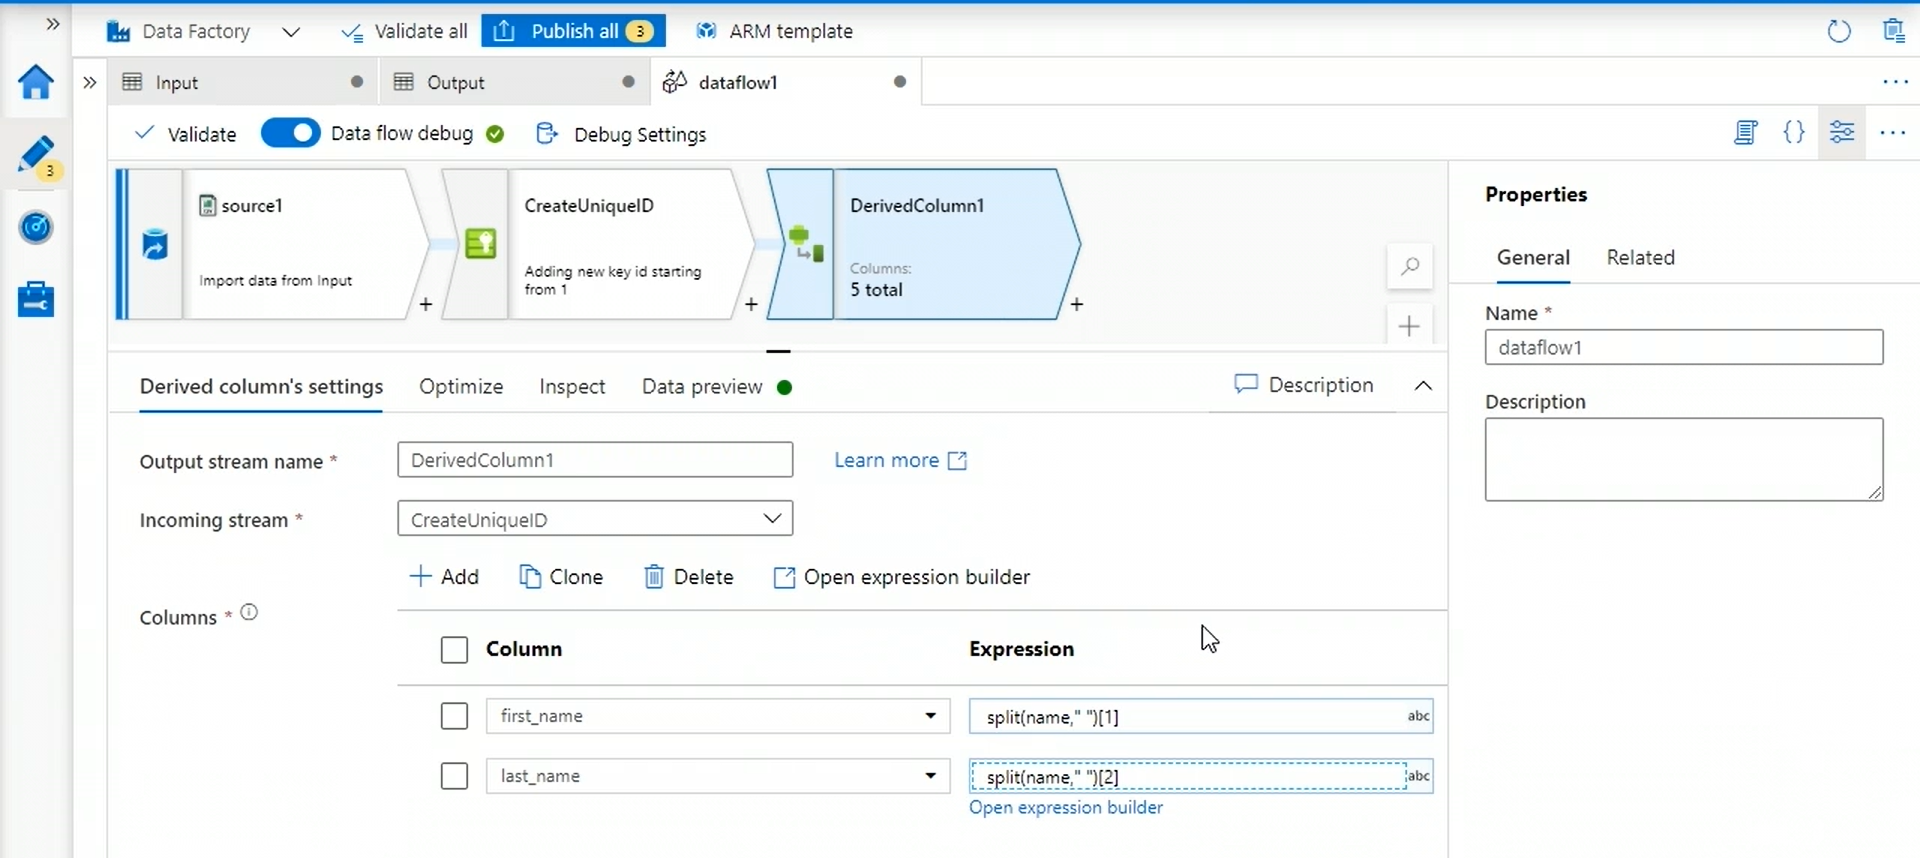 Data Factory
Validate all
Publish all 3
ARM template
3
Input
Output
dataflow1
Validate
Data flow debug
Debug Settings
source1
Import data from Input
CreateUniqueID
Adding new key id starting
from 1
DerivedColumn1
Columns:
5 total
Properties
General
Related
Name *
dataflow1
Description
Derived column's settings
Optimize
Inspect
Data preview
Description
Output stream name *
DerivedColumn1
Learn more
Incoming stream *
CreateUniqueID
Add
Clone
Delete
Open expression builder
Columns *
Column
Expression
first_name
split(name," ")[1]
abc
last_name
split(name," ")[2]
abc
Open expression builder